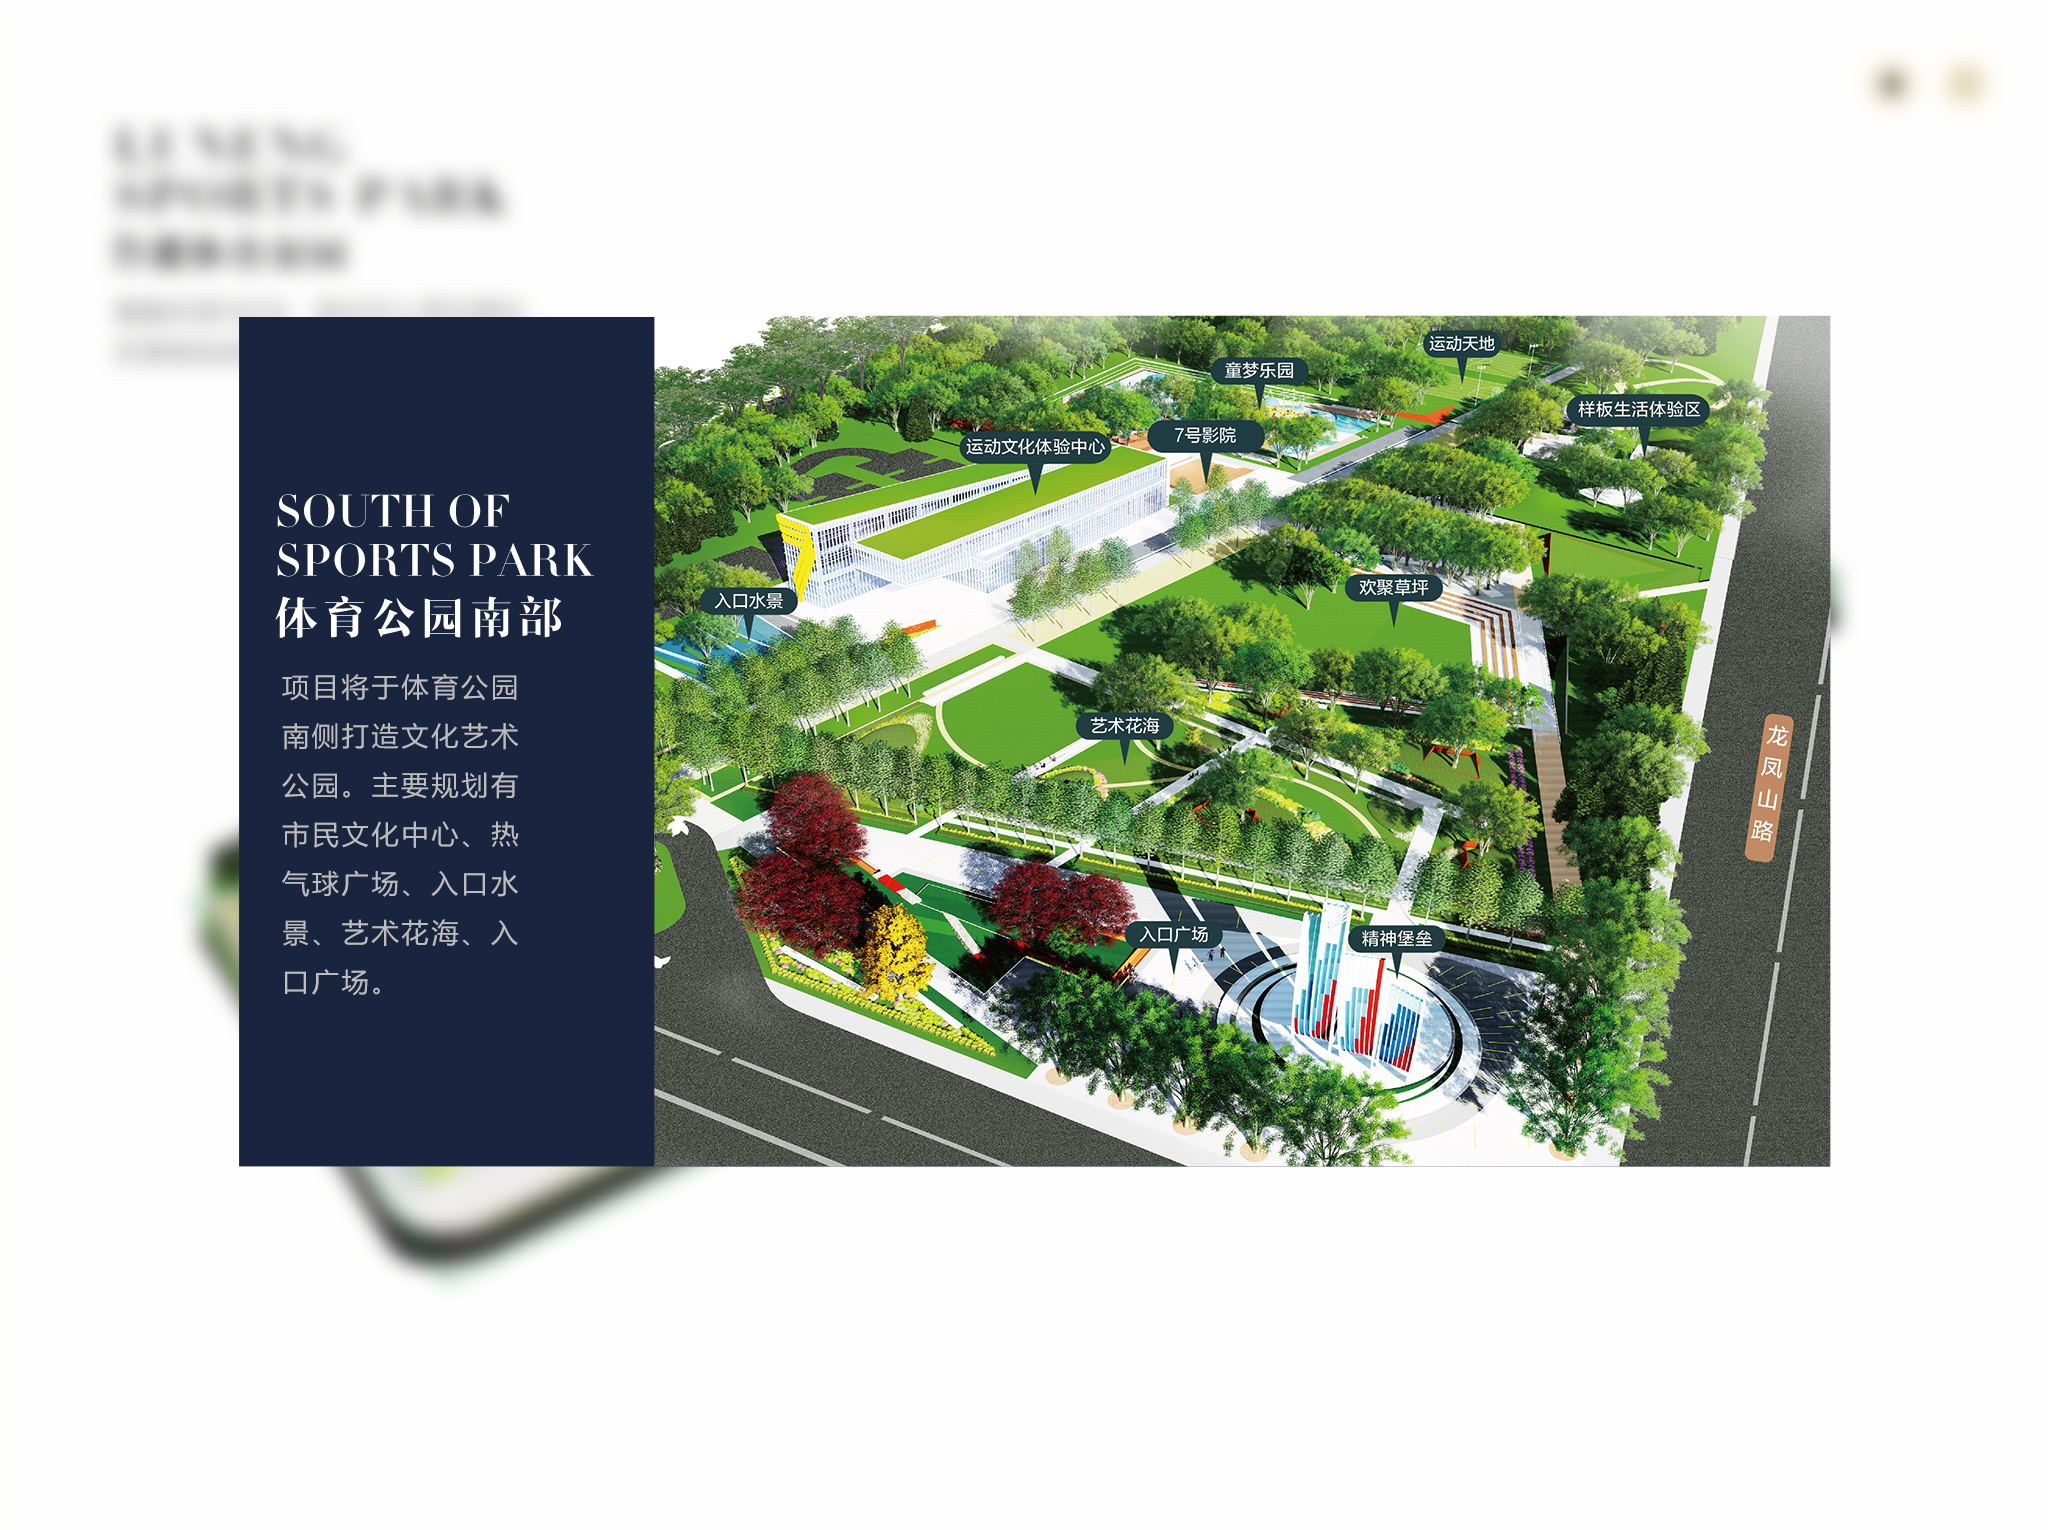 SOUTH OF
SPORTS PARK
体育公园南部
项目将于体育公园
南侧打造文化艺术
公园。主要规划有
市民文化中心、热
气球广场、入口水
景、艺术花海、入
口广场。
运动天地
童梦乐园
样板生活体验区
7号影院
运动文化体验中心
欢聚草坪
入口水景
艺术花海
龙凤山路
入口广场
精神堡垒